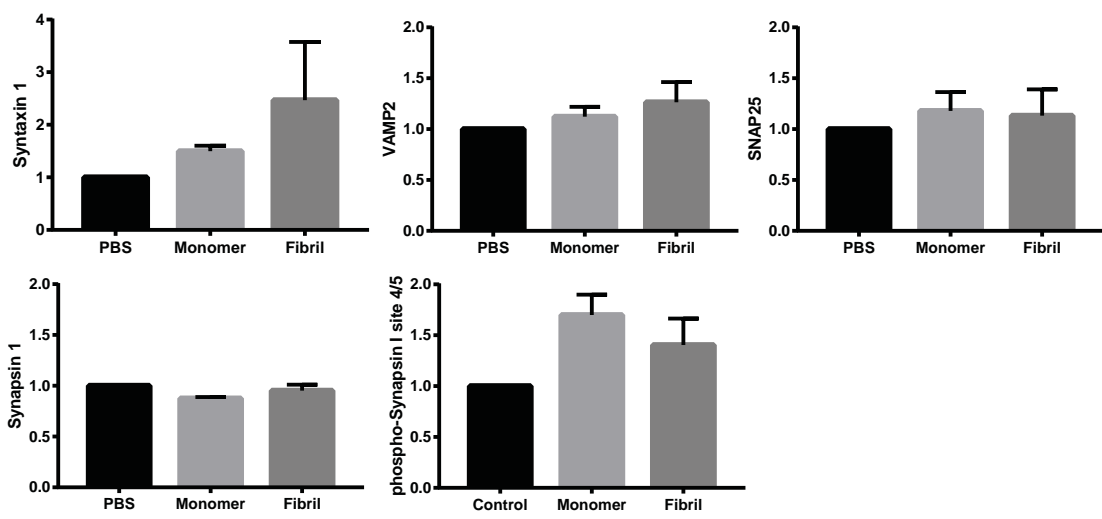 Syntaxin 1
4
3
2
1
0
PBS Monomer Fibril
VAMP2
2.0
1.5
1.0
0.5
0.0
PBS Monomer Fibril
SNAP25
2.0
1.5
1.0
0.5
0.0
PBS Monomer Fibril
Synapsin 1
2.0
1.5
1.0
0.5
0.0
PBS Monomer Fibril
phospho-Synapsin I site 4/5
2.0
1.5
1.0
0.5
0.0
Control Monomer Fibril